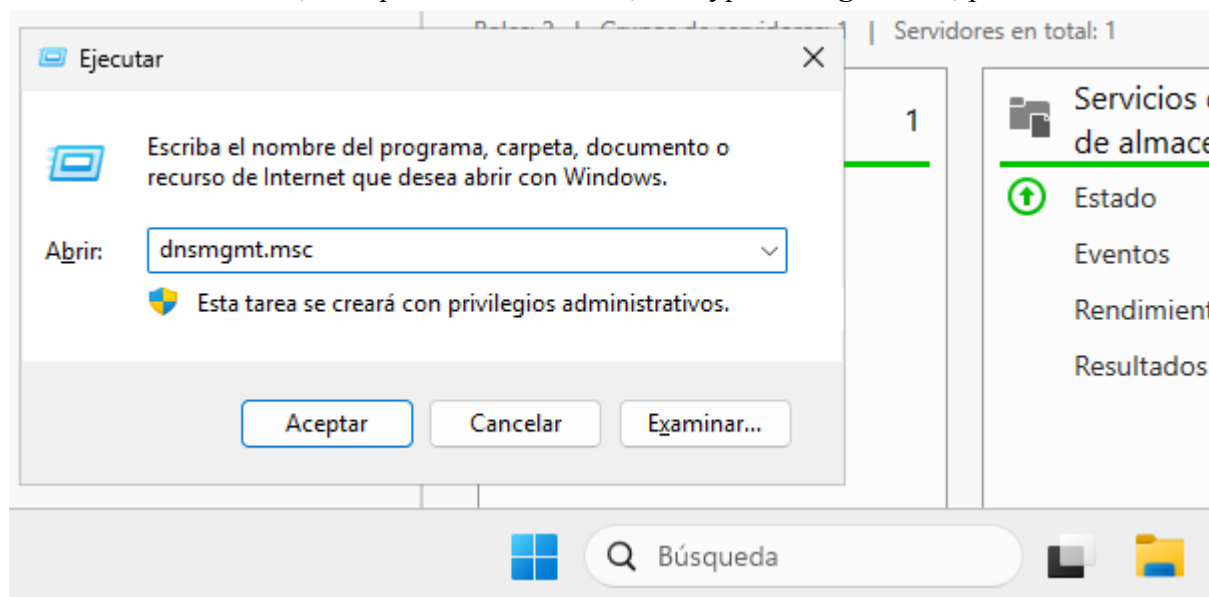 Servidores en total: 1
Ejecutar
Escriba el nombre del programa, carpeta, documento o
recurso de Internet que desea abrir con Windows.
Abrir:
dnsmgmt.msc
Esta tarea se creará con privilegios administrativos.
Aceptar
Cancelar
Examinar...
1
Servicios
de
Estado
Eventos
Resultados
Búsqueda